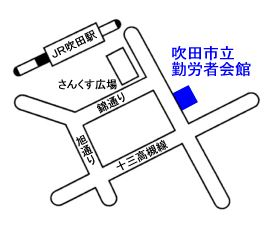 JR吹田駅
吹田市立
勤労者会館
さんくす広場
錦通り
旭通り
十三高槻線